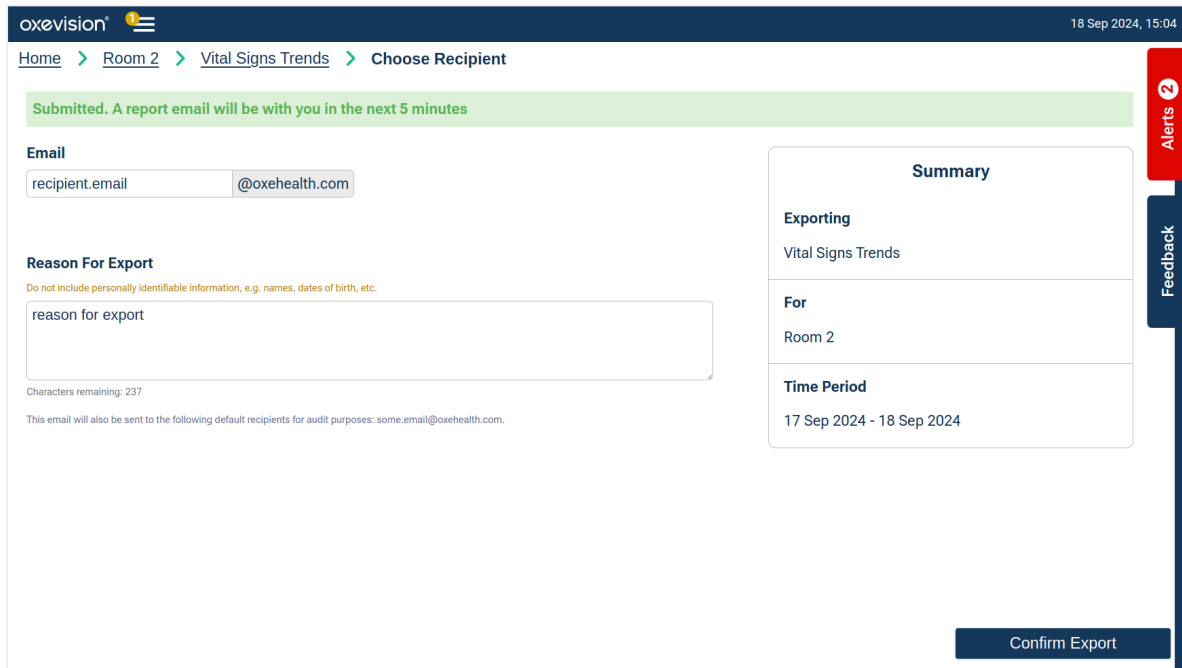 oxevision®
1
18 Sep 2024, 15:04
Home > Room 2 > Vital Signs Trends > Choose Recipient
Submitted. A report email will be with you in the next 5 minutes
Email
recipient.email @oxehealth.com
Reason For Export
Do not include personally identifiable information, e.g. names, dates of birth, etc.
reason for export
Characters remaining: 237
This email will also be sent to the following default recipients for audit purposes: some.email@oxehealth.com.
Summary
Exporting
Vital Signs Trends
For
Room 2
Time Period
17 Sep 2024 - 18 Sep 2024
Alerts 2
Feedback
Confirm Export